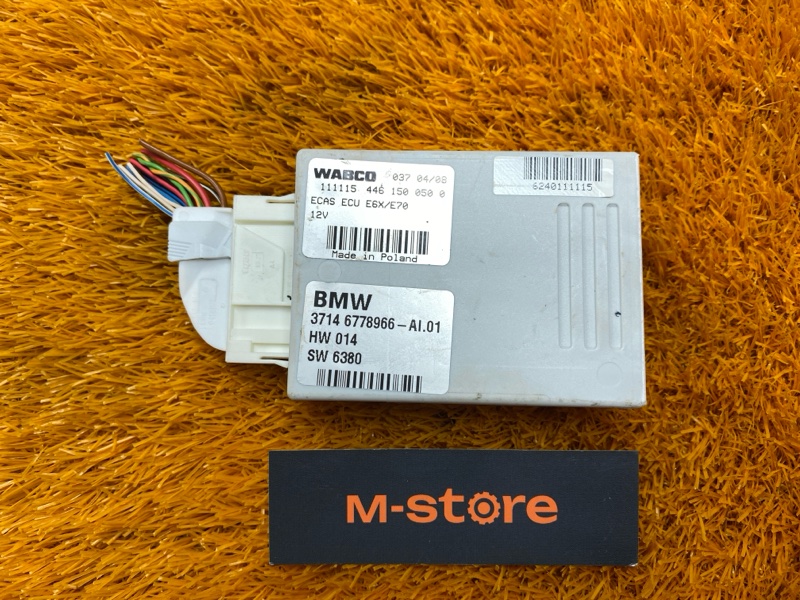 WABCO 037 04/08
111115 446 150 050 0
ECAS ECU E6X/E70
12V
Made in Poland
6240111115
BMW
3714 6778966-AI.01
HW 014
SW 6380
M-store